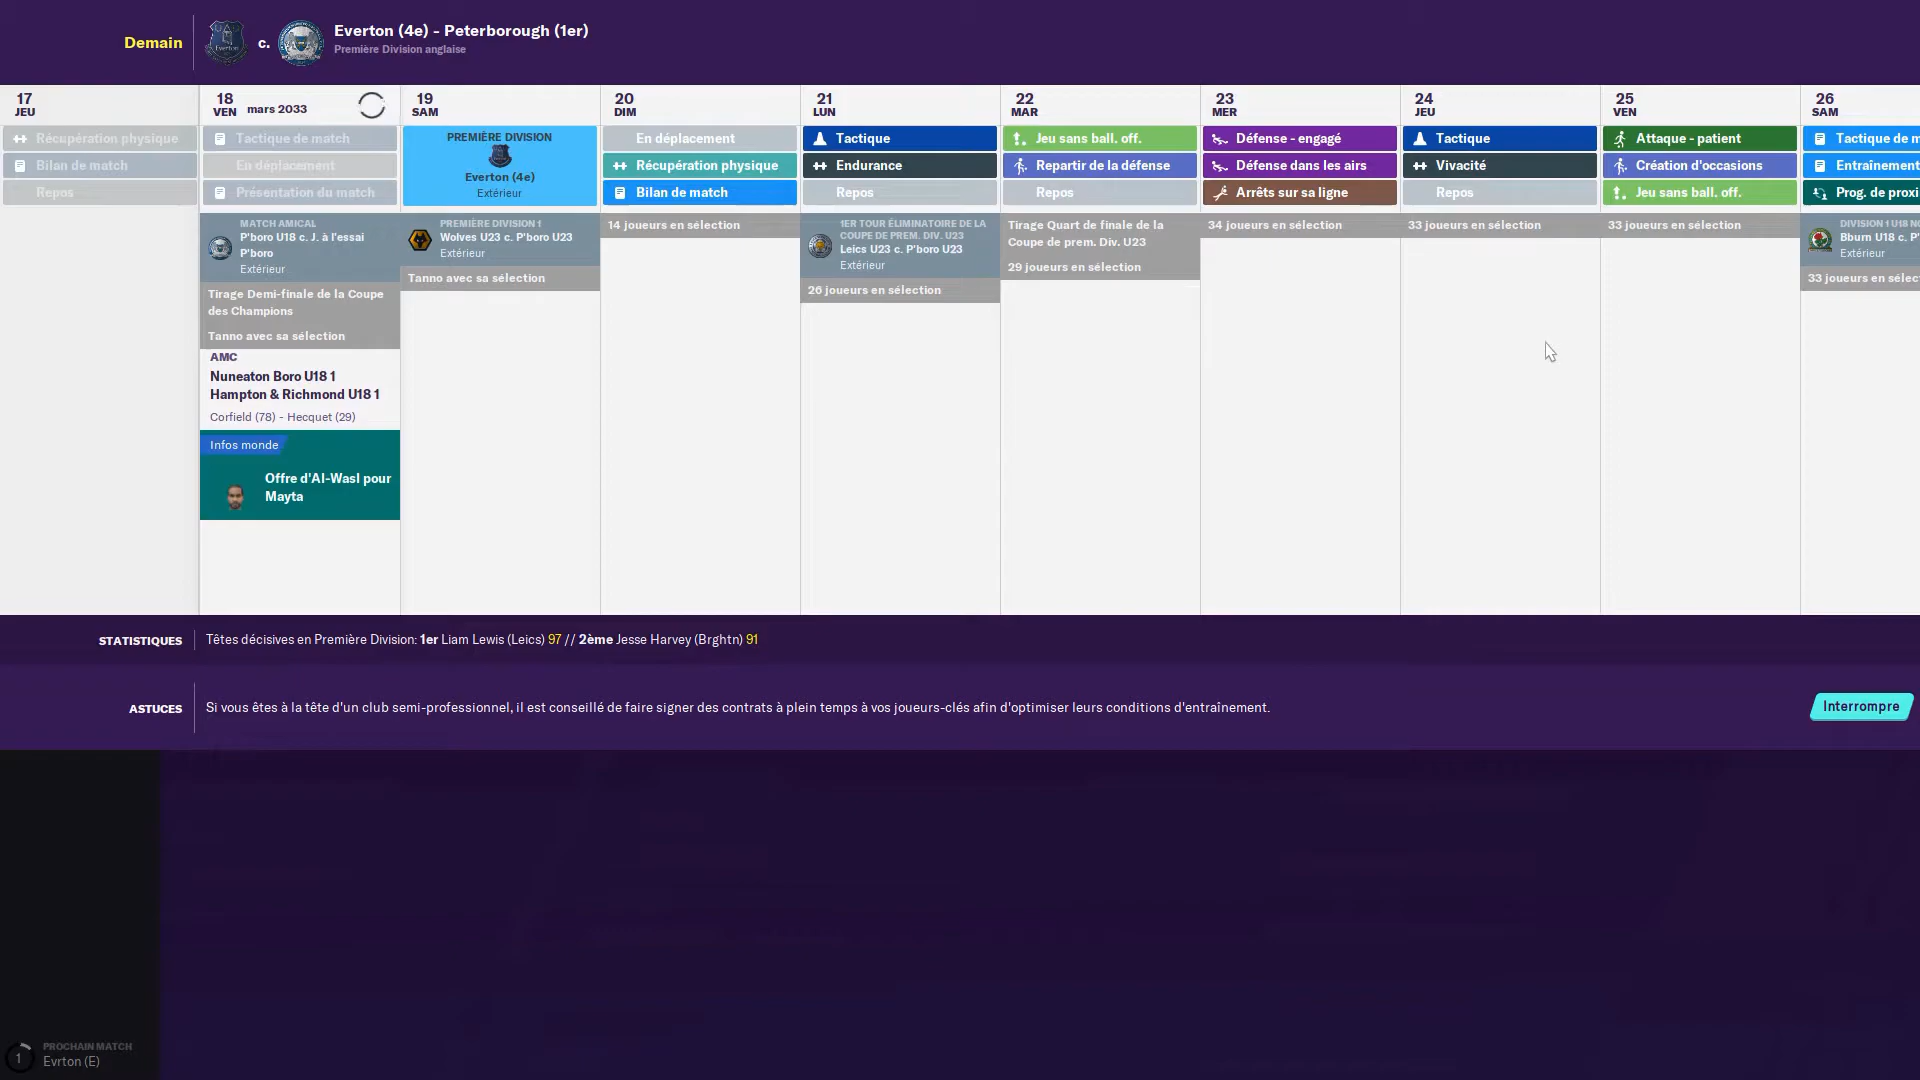 Demain
c.
Everton (4e) - Peterborough (1er)
Première Division anglaise
17
JEU
18
VEN mars 2033
19
SAM
20
DIM
21
LUN
22
MAR
23
MER
24
JEU
25
VEN
26
SAM
Récupération physique
Bilan de match
Repos
Tactique de match
En déplacement
Présentation du match
PREMIÈRE DIVISION
Everton (4e)
Extérieur
En déplacement
Récupération physique
Bilan de match
Tactique
Endurance
Repos
Jeu sans ball. off.
Repartir de la défense
Repos
Défense - engagé
Défense dans les airs
Arrêts sur sa ligne
Tactique
Vivacité
Repos
Attaque - patient
Création d'occasions
Jeu sans ball. off.
Tactique de m
Entraînement
Prog. de proxi
MATCH AMICAL
P'boro U18 c. J. à l'essai
P'boro
Extérieur
Tirage Demi-finale de la Coupe
des Champions
Tanno avec sa sélection
AMC
Nuneaton Boro U18 1
Hampton & Richmond U18 1
Corfield (78) - Hecquet (29)
Infos monde
Offre d'Al-Wasl pour
Mayta
PREMIÈRE DIVISION 1
Wolves U23 c. P'boro U23
Extérieur
Tanno avec sa sélection
14 joueurs en sélection
1ER TOUR ÉLIMINATOIRE DE LA
COUPE DE PREM. DIV. U23
Leics U23 c. P'boro U23
Extérieur
26 joueurs en sélection
Tirage Quart de finale de la
Coupe de prem. Div. U23
29 joueurs en sélection
34 joueurs en sélection
33 joueurs en sélection
33 joueurs en sélection
DIVISION 1 U18 NO
Bburn U18 c. P'
Extérieur
33 joueurs en sélec
STATISTIQUES
Têtes décisives en Première Division: 1er Liam Lewis (Leics) 97 // 2ème Jesse Harvey (Brghtn) 91
ASTUCES
Si vous êtes à la tête d'un club semi-professionnel, il est conseillé de faire signer des contrats à plein temps à vos joueurs-clés afin d'optimiser leurs conditions d'entraînement.
Interrompre
1
PROCHAIN MATCH
Evrton (E)